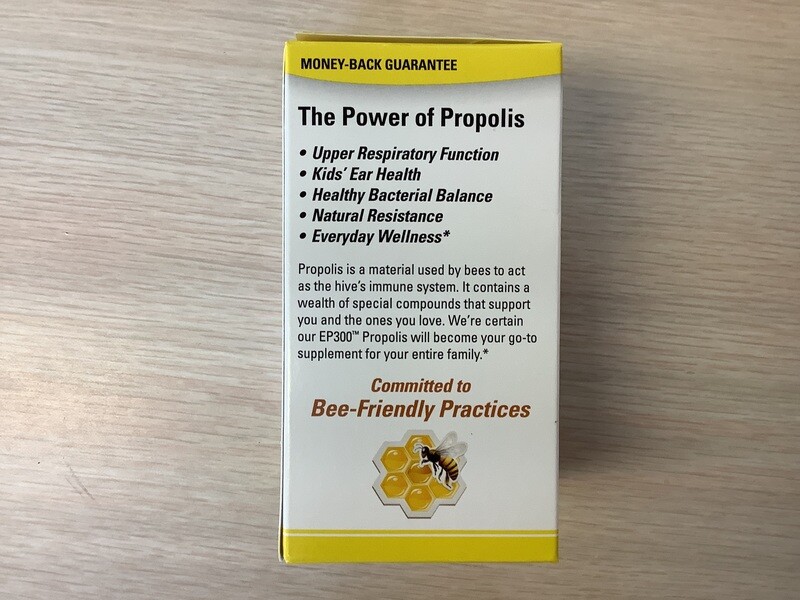 MONEY-BACK GUARANTEE
The Power of Propolis
• Upper Respiratory Function
• Kids' Ear Health
• Healthy Bacterial Balance
• Natural Resistance
• Everyday Wellness*
Propolis is a material used by bees to act
as the hive's immune system. It contains a
wealth of special compounds that support
you and the ones you love. We're certain
our EP300™ Propolis will become your go-to
supplement for your entire family.*
Committed to
Bee-Friendly Practices